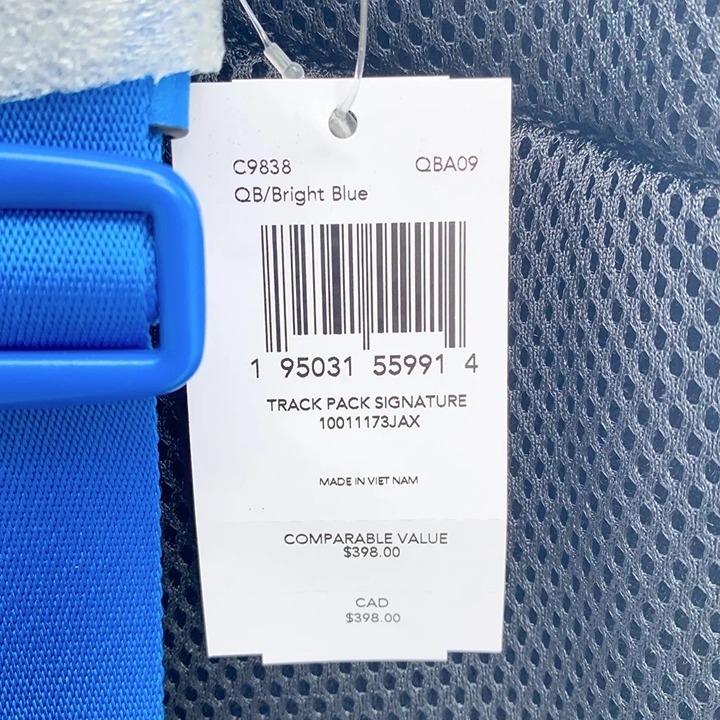 C9838 QBA09
QB/Bright Blue
1 95031 55991 4
TRACK PACK SIGNATURE
10011173JAX
MADE IN VIET NAM
COMPARABLE VALUE
$398.00
CAD
$398.00